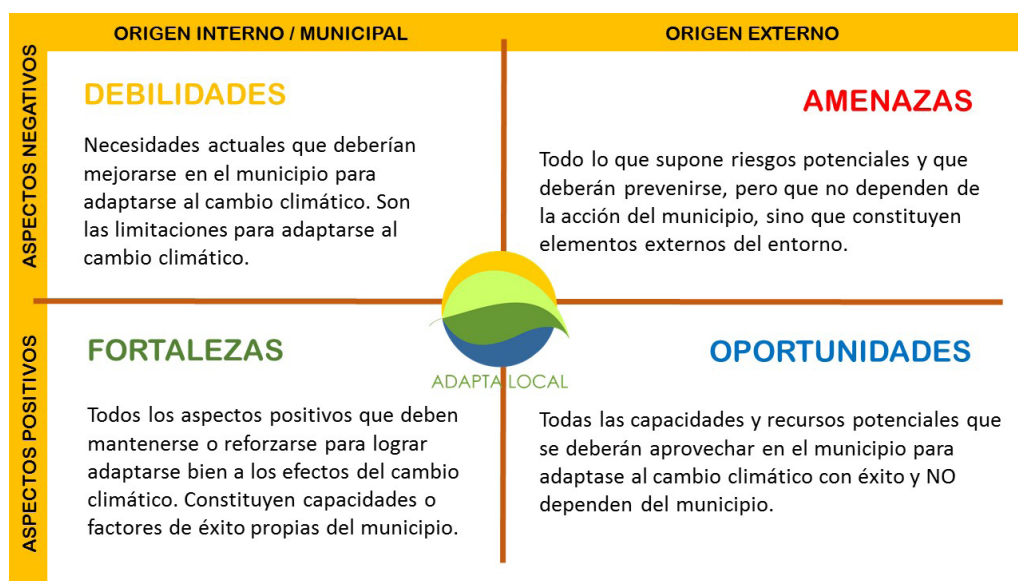 ORIGEN INTERNO / MUNICIPAL
ORIGEN EXTERNO
ASPECTOS NEGATIVOS
DEBILIDADES
Necesidades actuales que deberían
mejorarse en el municipio para
adaptarse al cambio climático. Son
las limitaciones para adaptarse al
cambio climático.
AMENAZAS
Todo lo que supone riesgos potenciales y que
deberán prevenirse, pero que no dependen de
la acción del municipio, sino que constituyen
elementos externos del entorno.
ADAPTA LOCAL
ASPECTOS POSITIVOS
FORTALEZAS
Todos los aspectos positivos que deben
mantenerse o reforzarse para lograr
adaptarse bien a los efectos del cambio
climático. Constituyen capacidades o
factores de éxito propias del municipio.
OPORTUNIDADES
Todas las capacidades y recursos potenciales que
se deberán aprovechar en el municipio para
adaptase al cambio climático con éxito y NO
dependen del municipio.